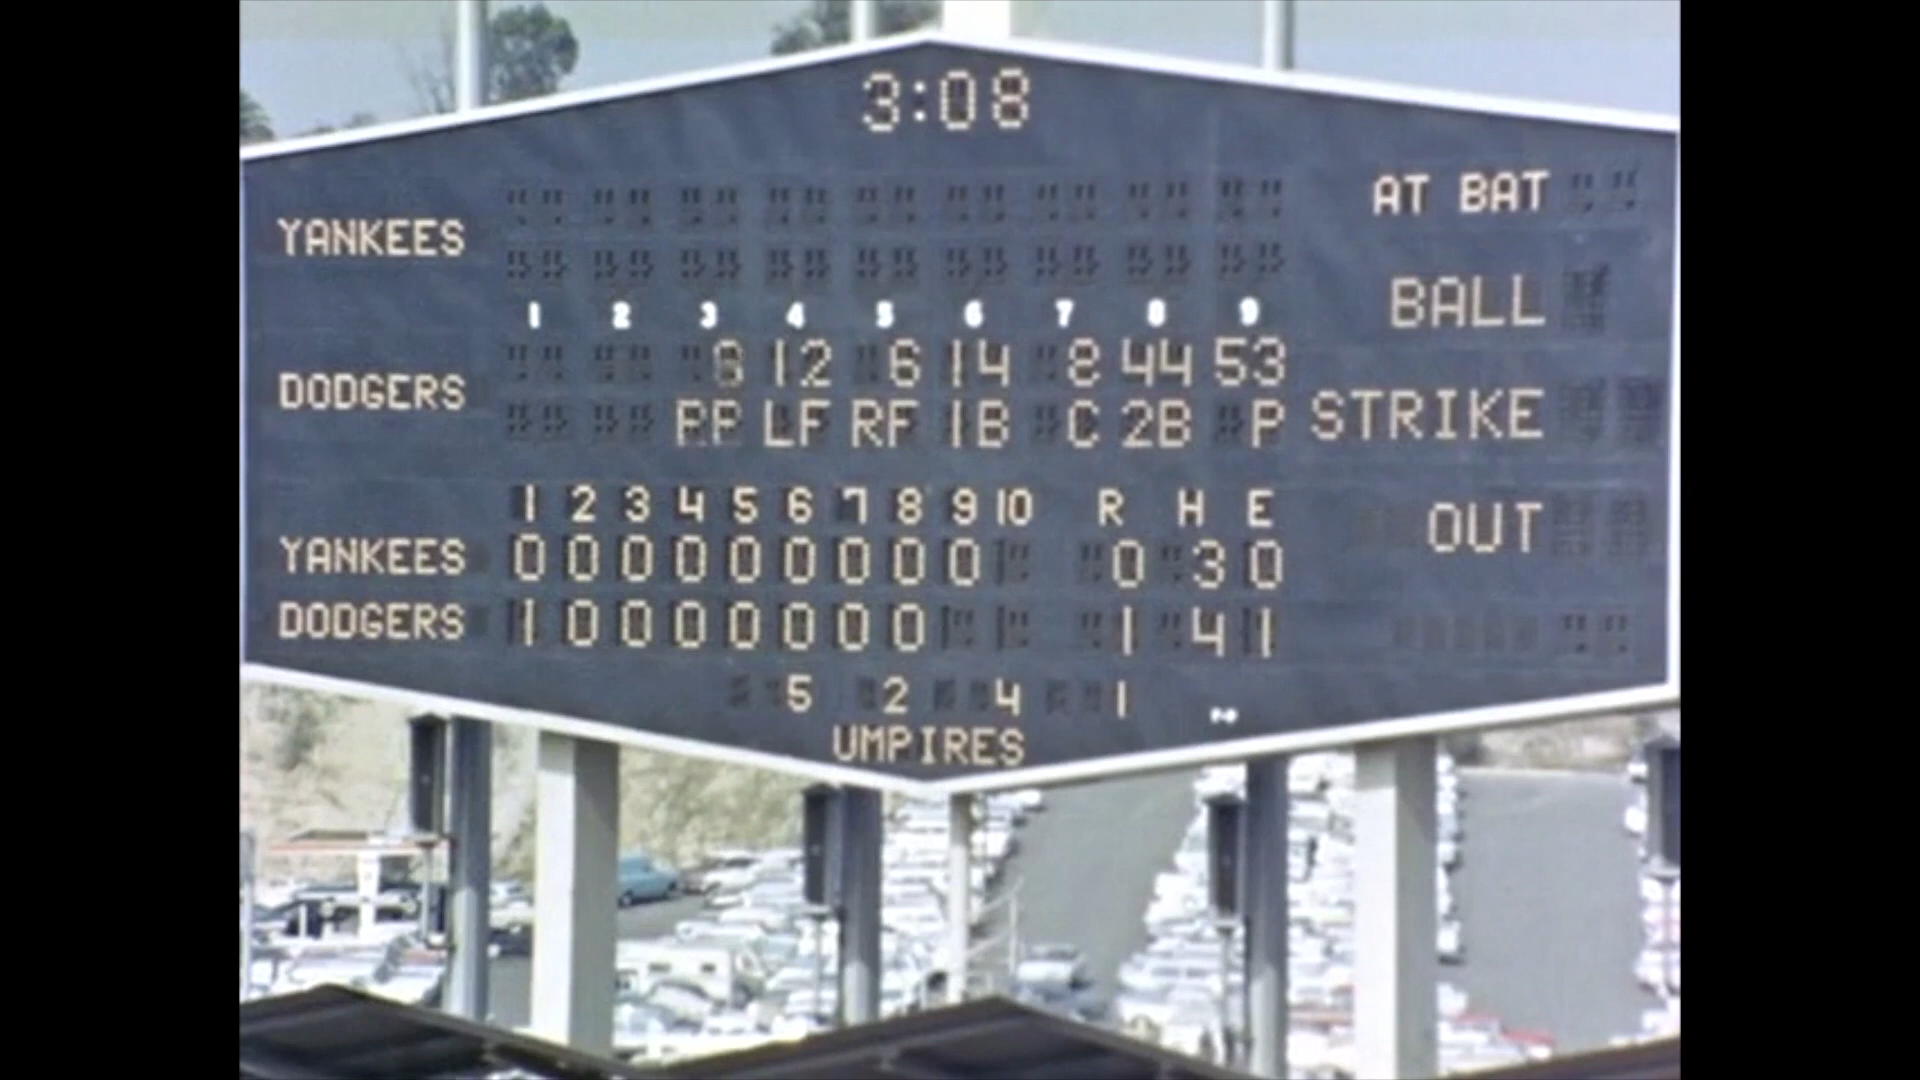 3:08
AT BAT
YANKEES
BALL
1 2 3 4 5 6 7 8 9
12 6 14 8 44 53
DODGERS
LF RF 1B C 2B P
STRIKE
1 2 3 4 5 6 7 8 9 10 R H E
OUT
YANKEES 0 0 0 0 0 0 0 0 0 0 3 0
DODGERS 1 0 0 0 0 0 0 0 1 4 1
5 2 4 1
UMPIRES